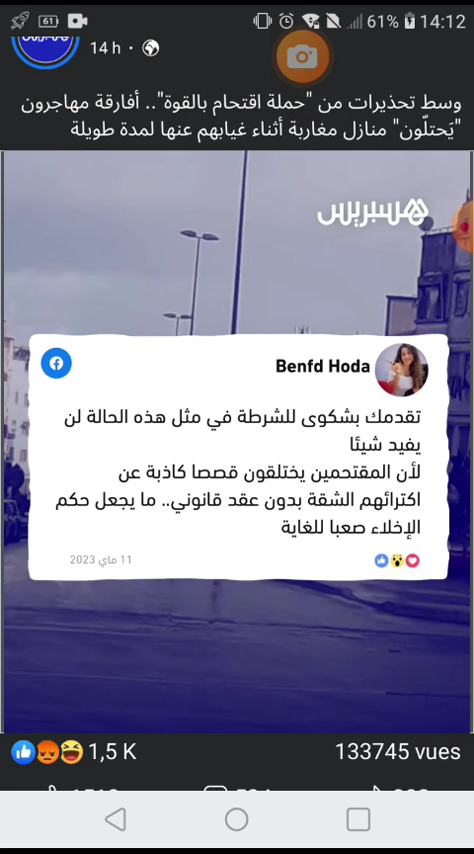 61 61% 14:12
14 h
وسط تحذيرات من "حملة اقتحام بالقوة".. أفارقة مهاجرون
"يَحتلّون" منازل مغاربة أثناء غيابهم عنها لمدة طويلة
هسبريس
Benfd Hoda
تقدمك بشكوى للشرطة في مثل هذه الحالة لن
يفيد شيئا
لأن المقتحمين يختلقون قصصا كاذبة عن
اكترائهم الشقة بدون عقد قانوني.. ما يجعل حكم
الإخلاء صعبا للغاية
11 ماي 2023
1,5 K 133745 vues